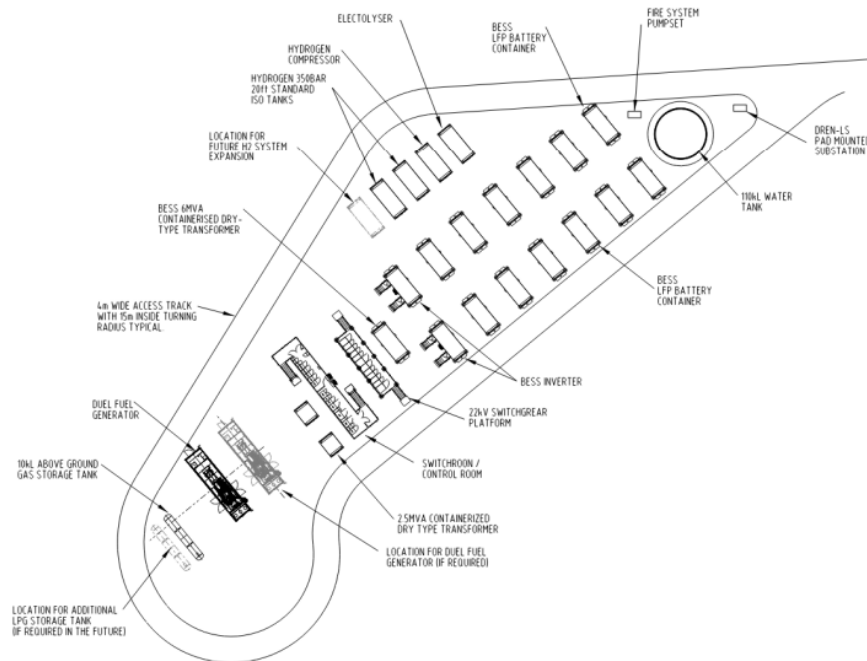 FIRE SYSTEM
PUMPSET
ELECTOLYSER
BESS
LFP BATTERY
CONTAINER
HYDROGEN
COMPRESSOR
HYDROGEN 350BAR
20ft STANDARD
ISO TANKS
DREN-LS
PAD MOUNTED
SUBSTATION
LOCATION FOR
FUTURE H2 SYSTEM
EXPANSION
110kL WATER
TANK
BESS 6MVA
CONTAINERISED DRY-
TYPE TRANSFORMER
BESS
LFP BATTERY
CONTAINER
4m WIDE ACCESS TRACK
WITH 15m INSIDE TURNING
RADIUS TYPICAL.
BESS INVERTER
DUEL FUEL
GENERATOR
22kV SWITCHGREAR
PLATFORM
10kL ABOVE GROUND
GAS STORAGE TANK
SWITCHROON /
CONTROL ROOM
2.5MVA CONTAINERIZED
DRY TYPE TRANSFORMER
LOCATION FOR DUEL FUEL
GENERATOR (IF REQUIRED)
LOCATION FOR ADDITIONAL
LPG STORAGE TANK
(IF REQUIRED IN THE FUTURE)